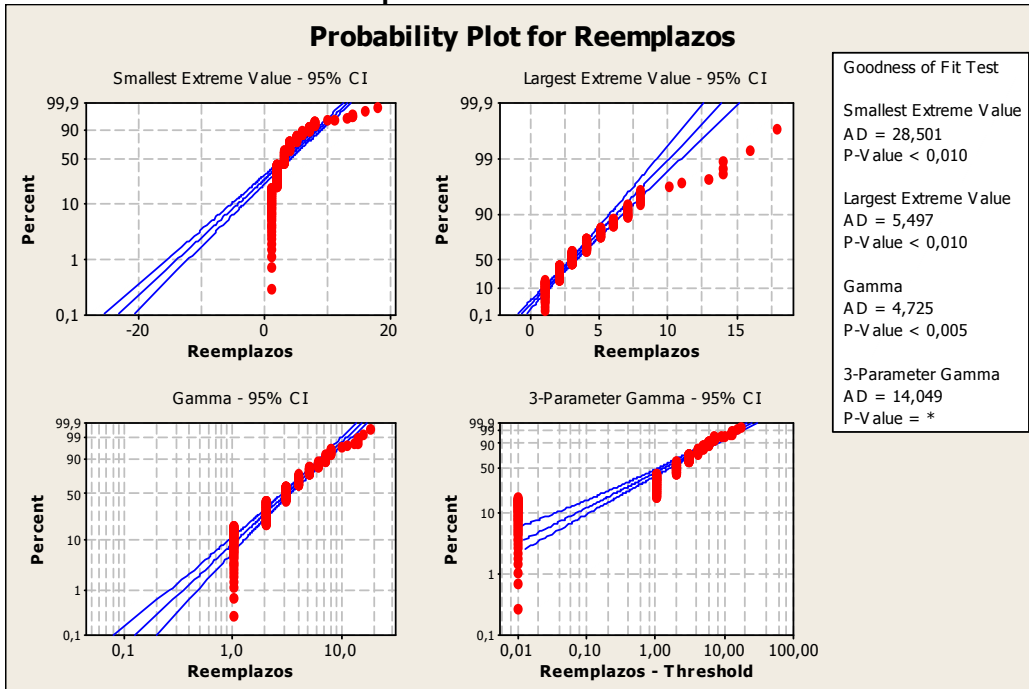 Probability Plot for Reemplazos
Smallest Extreme Value - 95% CI
99,9
90
50
10
1
0,1
Percent
-20
0
20
Reemplazos
Largest Extreme Value - 95% CI
99,9
99
90
50
10
0,1
Percent
0
5
10
15
Reemplazos
Gamma - 95% CI
99,9
99
90
50
10
1
0,1
Percent
0,1
1,0
10,0
Reemplazos
3-Parameter Gamma - 95% CI
99,9
99
90
50
10
1
0,1
Percent
0,01
0,10
1,00
10,00
100,00
Reemplazos - Threshold
Goodness of Fit Test
Smallest Extreme Value
AD = 28,501
P-Value < 0,010
Largest Extreme Value
AD = 5,497
P-Value < 0,010
Gamma
AD = 4,725
P-Value < 0,005
3-Parameter Gamma
AD = 14,049
P-Value = *